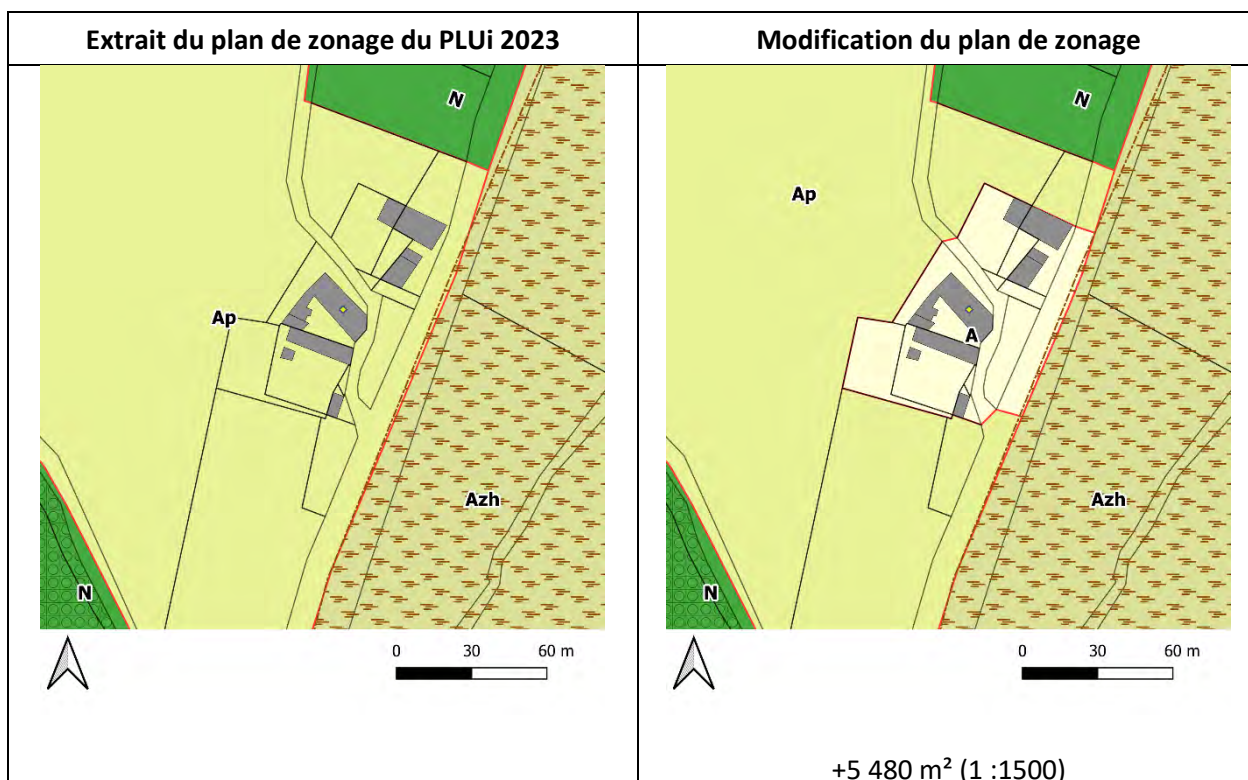 Extrait du plan de zonage du PLUi 2023
N
Ap
Azh
N
0 30 60 m
Modification du plan de zonage
N
Ap
A
Azh
N
0 30 60 m
+5 480 m² (1 :1500)